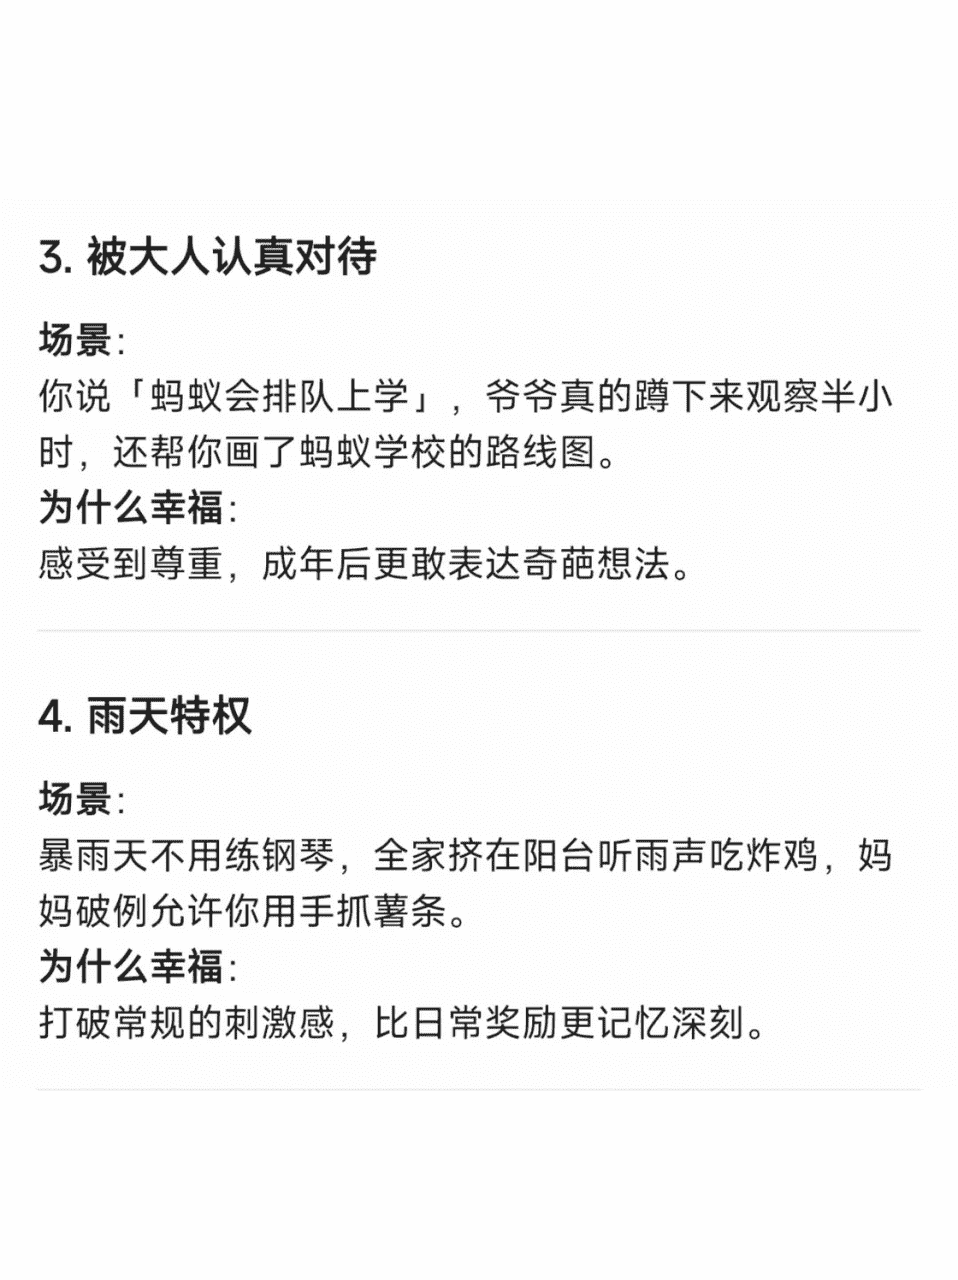 3. 被大人认真对待
场景：
你说「蚂蚁会排队上学」，爷爷真的蹲下来观察半小
时，还帮你画了蚂蚁学校的路线图。
为什么幸福：
感受到尊重，成年后更敢表达奇葩想法。
4. 雨天特权
场景：
暴雨天不用练钢琴，全家挤在阳台听雨声吃炸鸡，妈
妈破例允许你用手抓薯条。
为什么幸福：
打破常规的刺激感，比日常奖励更记忆深刻。